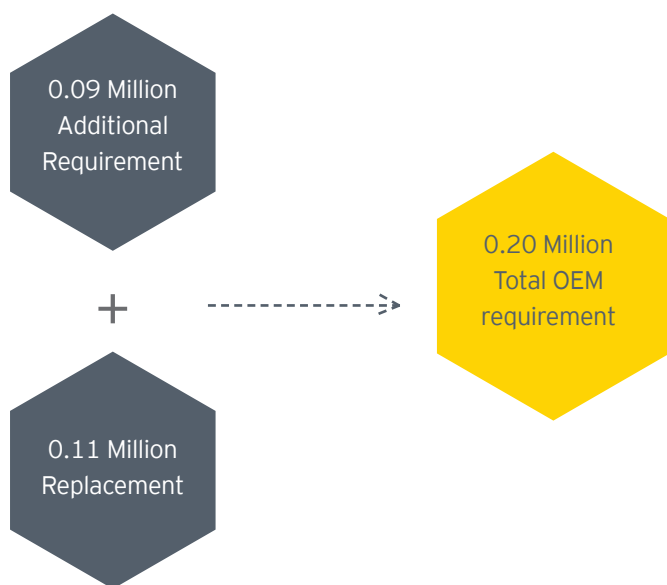 0.09 Million
Additional
Requirement
+
0.11 Million
Replacement
0.20 Million
Total OEM
requirement